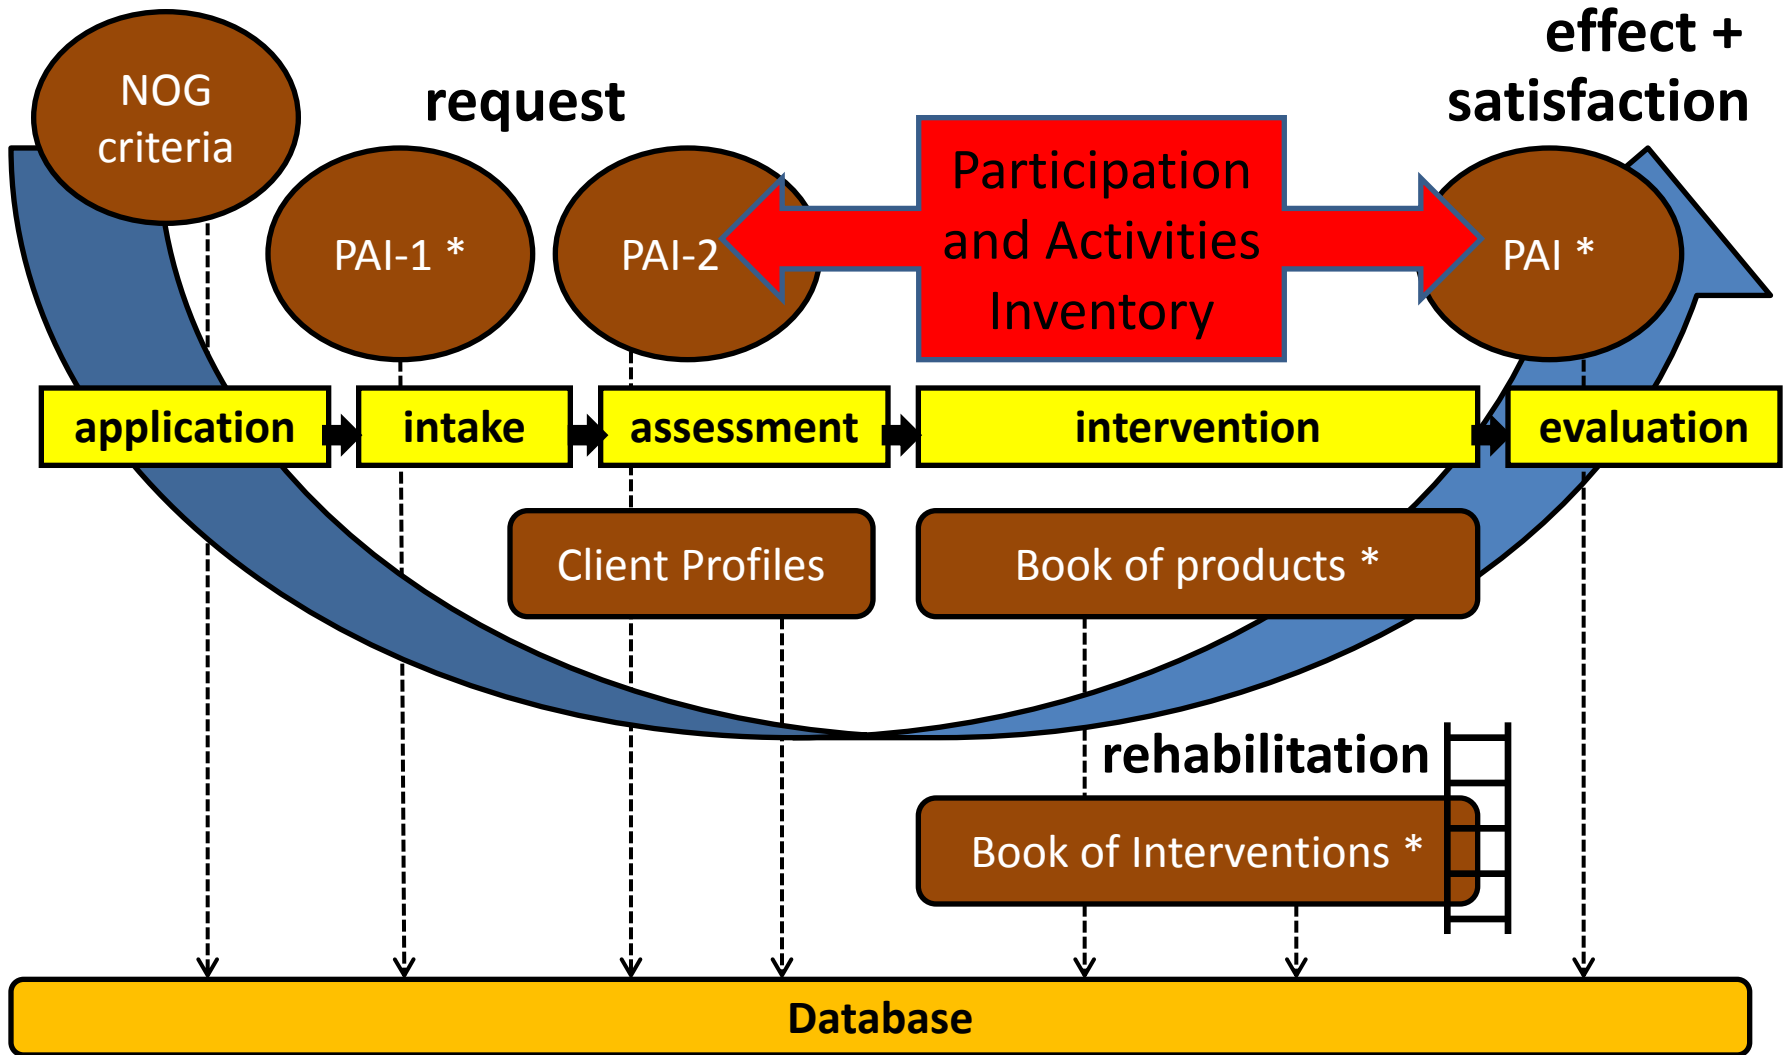 effect +
satisfaction
NOG
criteria
request
Participation
and Activities
Inventory
PAI-1 *
PAI-2
PAI *
application
intake
assessment
intervention
evaluation
Client Profiles
Book of products *
rehabilitation
Book of Interventions *
Database